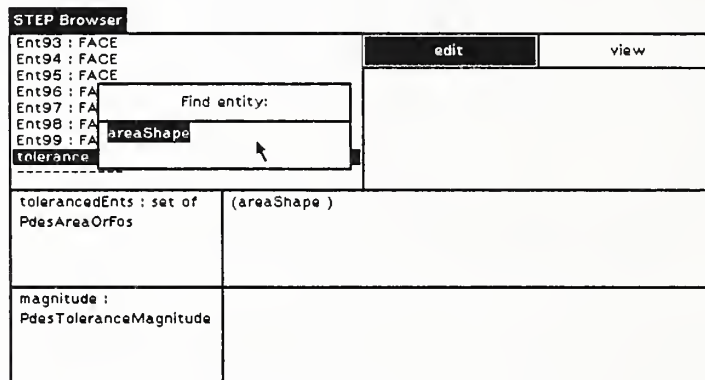 STEP Browser
Ent93 : FACE
Ent94 : FACE
Ent95 : FACE
Ent96 : FA
Ent97 : FA
Ent98 : FA
Ent99 : FA
tolerance
--------------
Find entity:
areaShape
edit
view
tolerancedEnts : set of
PdesAreaOrFos
(areaShape )
magnitude :
PdesToleranceMagnitude